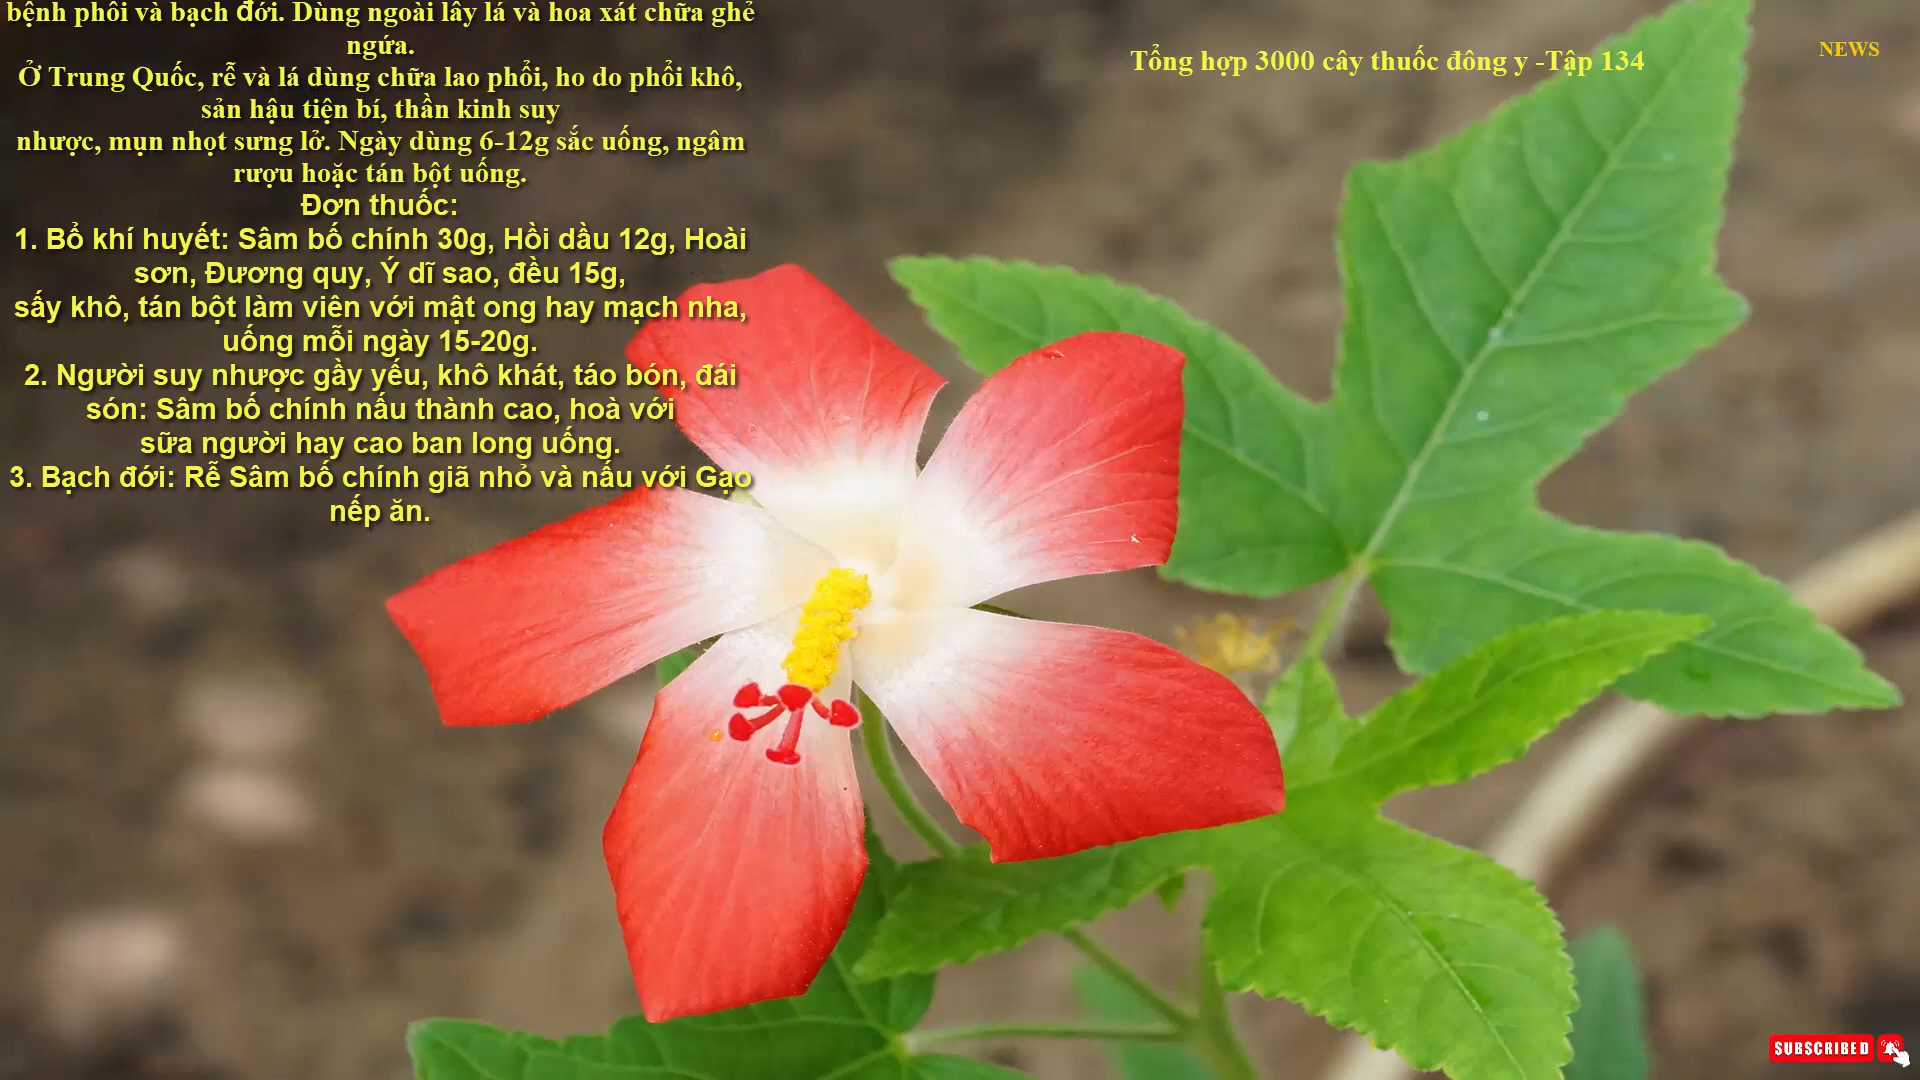 bệnh phổi và bạch đới. Dùng ngoài lấy lá và hoa xát chữa ghẻ
ngứa.
Ở Trung Quốc, rễ và lá dùng chữa lao phổi, ho do phổi khô,
sản hậu tiện bí, thần kinh suy
nhược, mụn nhọt sưng lở. Ngày dùng 6-12g sắc uống, ngâm
rượu hoặc tán bột uống.
Đơn thuốc:
1. Bổ khí huyết: Sâm bố chính 30g, Hồi dầu 12g, Hoài
sơn, Đương quy, Ý dĩ sao, đều 15g,
sấy khô, tán bột làm viên với mật ong hay mạch nha,
uống mỗi ngày 15-20g.
2. Người suy nhược gầy yếu, khô khát, táo bón, đái
són: Sâm bố chính nấu thành cao, hoà với
sữa người hay cao ban long uống.
3. Bạch đới: Rễ Sâm bố chính giã nhỏ và nấu với Gạo
nếp ăn.
Tổng hợp 3000 cây thuốc đông y -Tập 134
NEWS
SUBSCRIBED